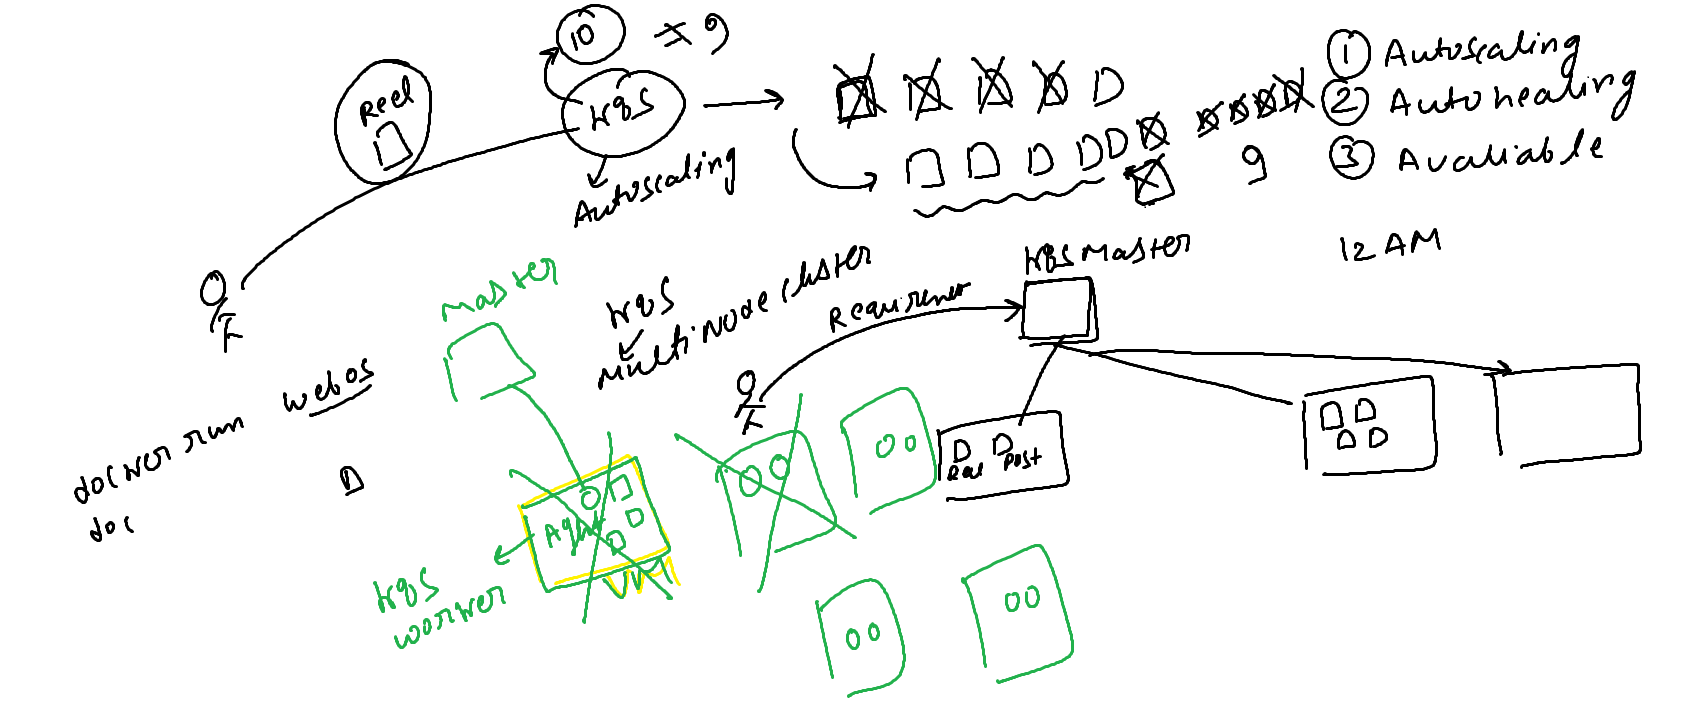 10 ≠ 9
Reel
K8S
Autoscaling
① Autoscaling
② Autohealing
③ Avaliable
9
12 AM
master
K8S
Multi Node cluster
Requirement
K8S Master
webos
docker run
doc
D D
Reel Post
Agent
VM
K8S
worker